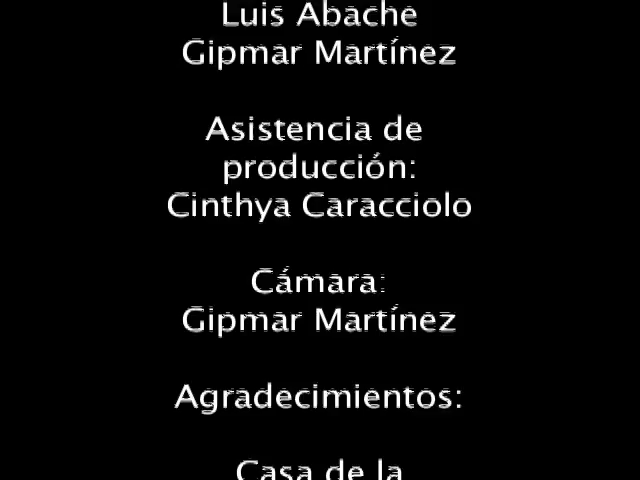 Luis Abache
Gipmar Martínez
Asistencia de
producción:
Cinthya Caracciolo
Cámara:
Gipmar Martínez
Agradecimientos:
Casa de la